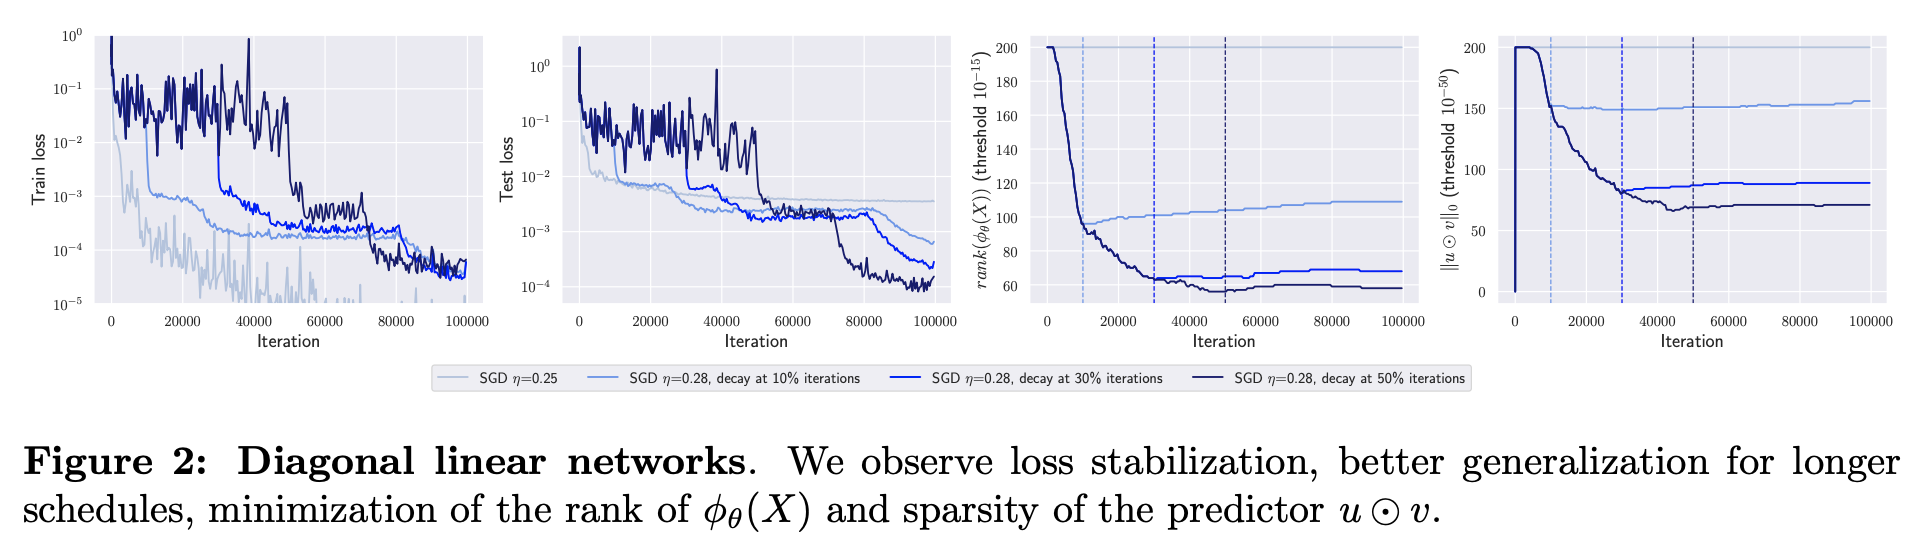 Train loss
10^0
10^−1
10^−2
10^−3
10^−4
10^−5
0 20000 40000 60000 80000 100000
Iteration
Test loss
10^0
10^−1
10^−2
10^−3
10^−4
0 20000 40000 60000 80000 100000
Iteration
rank(ϕ_θ(X)) (threshold 10^−15)
200
180
160
140
120
100
80
60
0 20000 40000 60000 80000 100000
Iteration
‖u ⊙ v‖_0 (threshold 10^−50)
200
150
100
50
0
0 20000 40000 60000 80000 100000
Iteration
SGD η=0.25 SGD η=0.28, decay at 10% iterations SGD η=0.28, decay at 30% iterations SGD η=0.28, decay at 50% iterations
Figure 2: Diagonal linear networks. We observe loss stabilization, better generalization for longer
schedules, minimization of the rank of ϕ_θ(X) and sparsity of the predictor u ⊙ v.